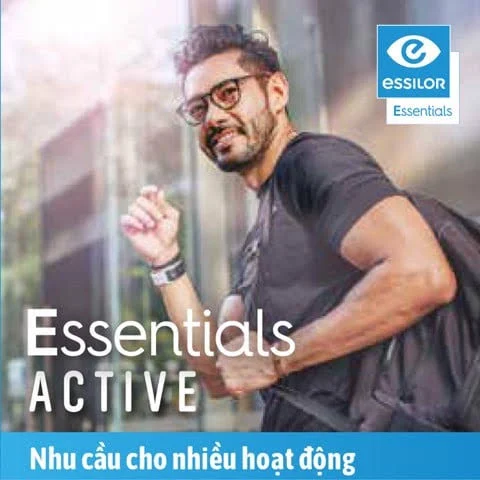 essilor
Essentials
Essentials
ACTIVE
Nhu cầu cho nhiều hoạt động